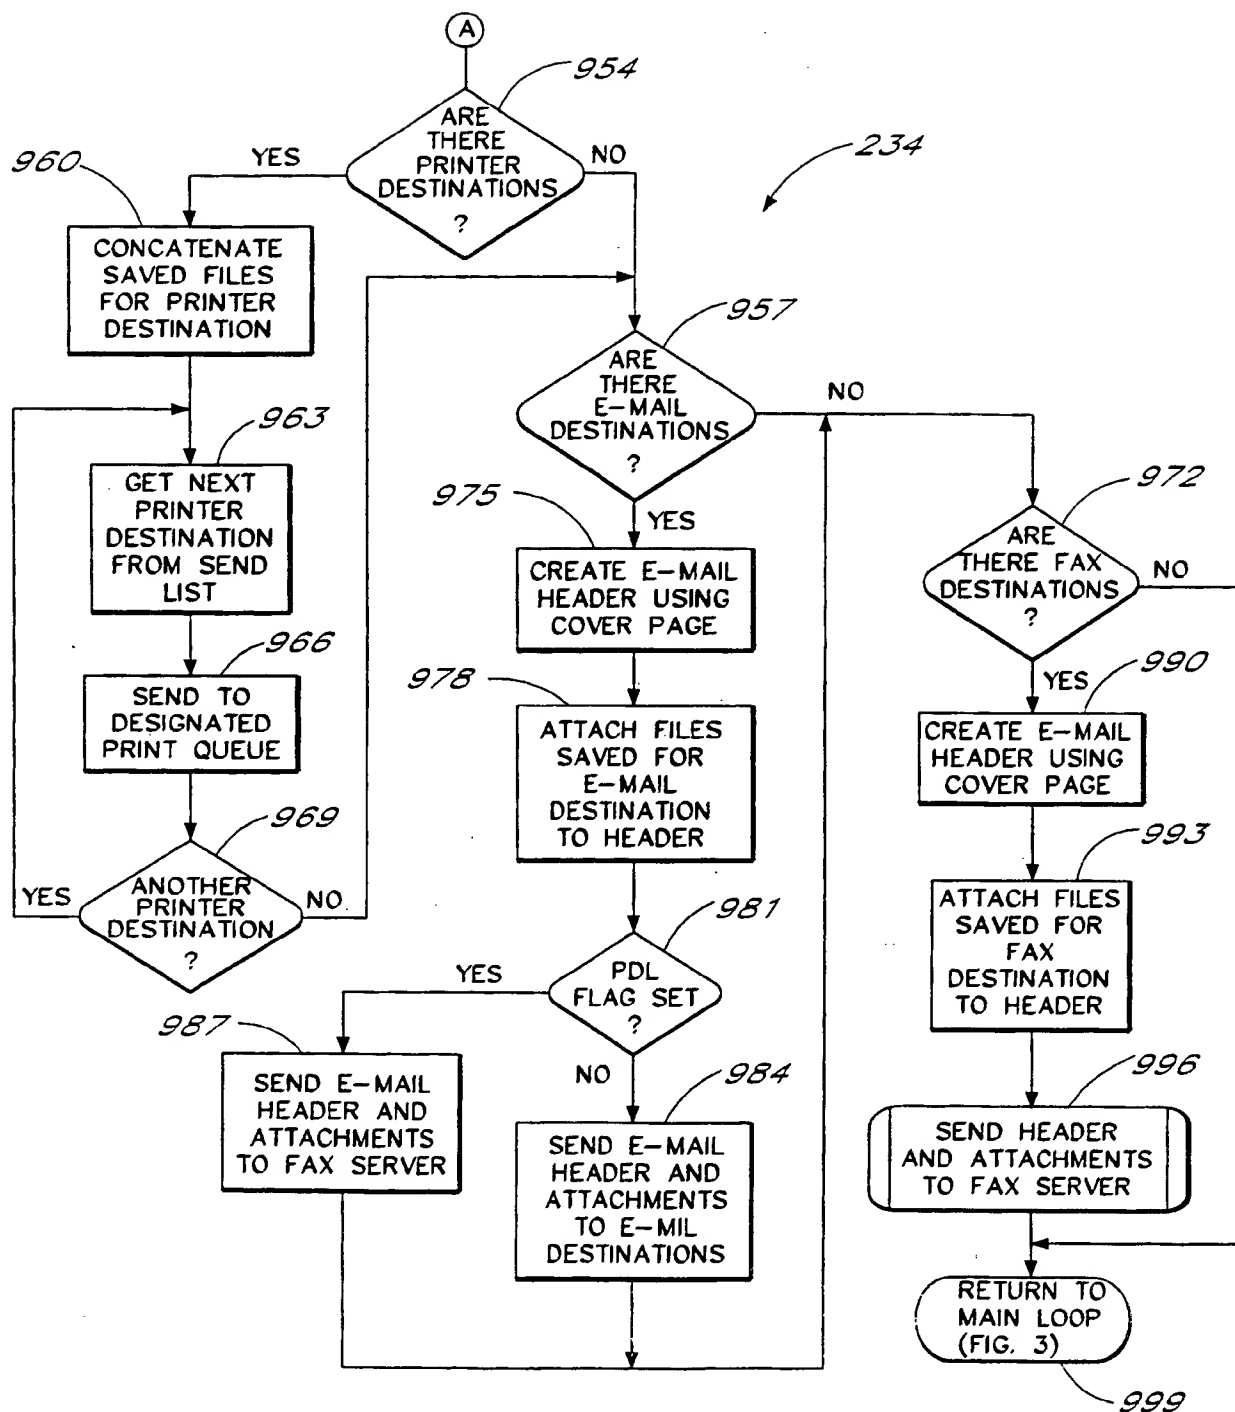 A
954
ARE
THERE
PRINTER
DESTINATIONS
?
YES
NO
960
234
CONCATENATE
SAVED FILES
FOR PRINTER
DESTINATION
957
ARE
THERE
E-MAIL
DESTINATIONS
?
NO
YES
963
GET NEXT
PRINTER
DESTINATION
FROM SEND
LIST
966
SEND TO
DESIGNATED
PRINT QUEUE
969
ANOTHER
PRINTER
DESTINATION
?
YES
NO
975
CREATE E-MAIL
HEADER USING
COVER PAGE
978
ATTACH FILES
SAVED FOR
E-MAIL
DESTINATION
TO HEADER
981
PDL
FLAG SET
?
YES
NO
987
SEND E-MAIL
HEADER AND
ATTACHMENTS
TO FAX SERVER
984
SEND E-MAIL
HEADER AND
ATTACHMENTS
TO E-MIL
DESTINATIONS
972
ARE
THERE FAX
DESTINATIONS
?
NO
YES
990
CREATE E-MAIL
HEADER USING
COVER PAGE
993
ATTACH FILES
SAVED FOR
FAX
DESTINATION
TO HEADER
996
SEND HEADER
AND ATTACHMENTS
TO FAX SERVER
RETURN TO
MAIN LOOP
(FIG. 3)
999